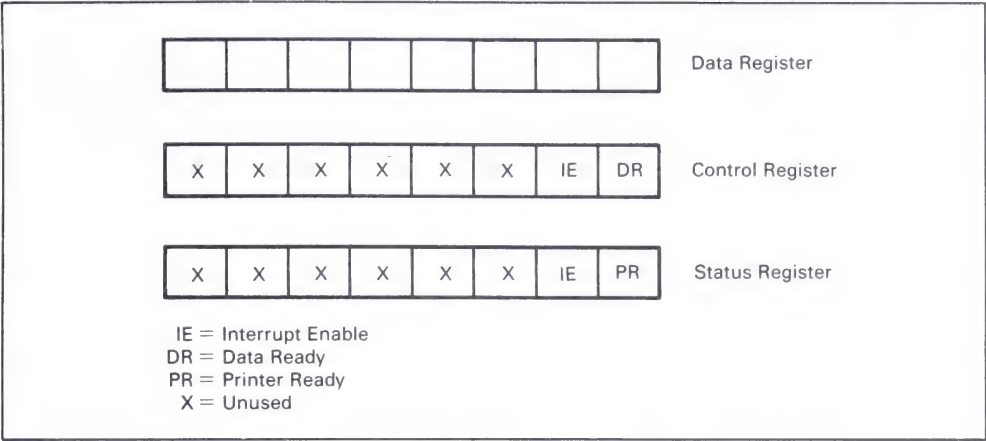 Data Register
X X X X X X IE DR Control Register
X X X X X X IE PR Status Register
IE = Interrupt Enable
DR = Data Ready
PR = Printer Ready
X = Unused